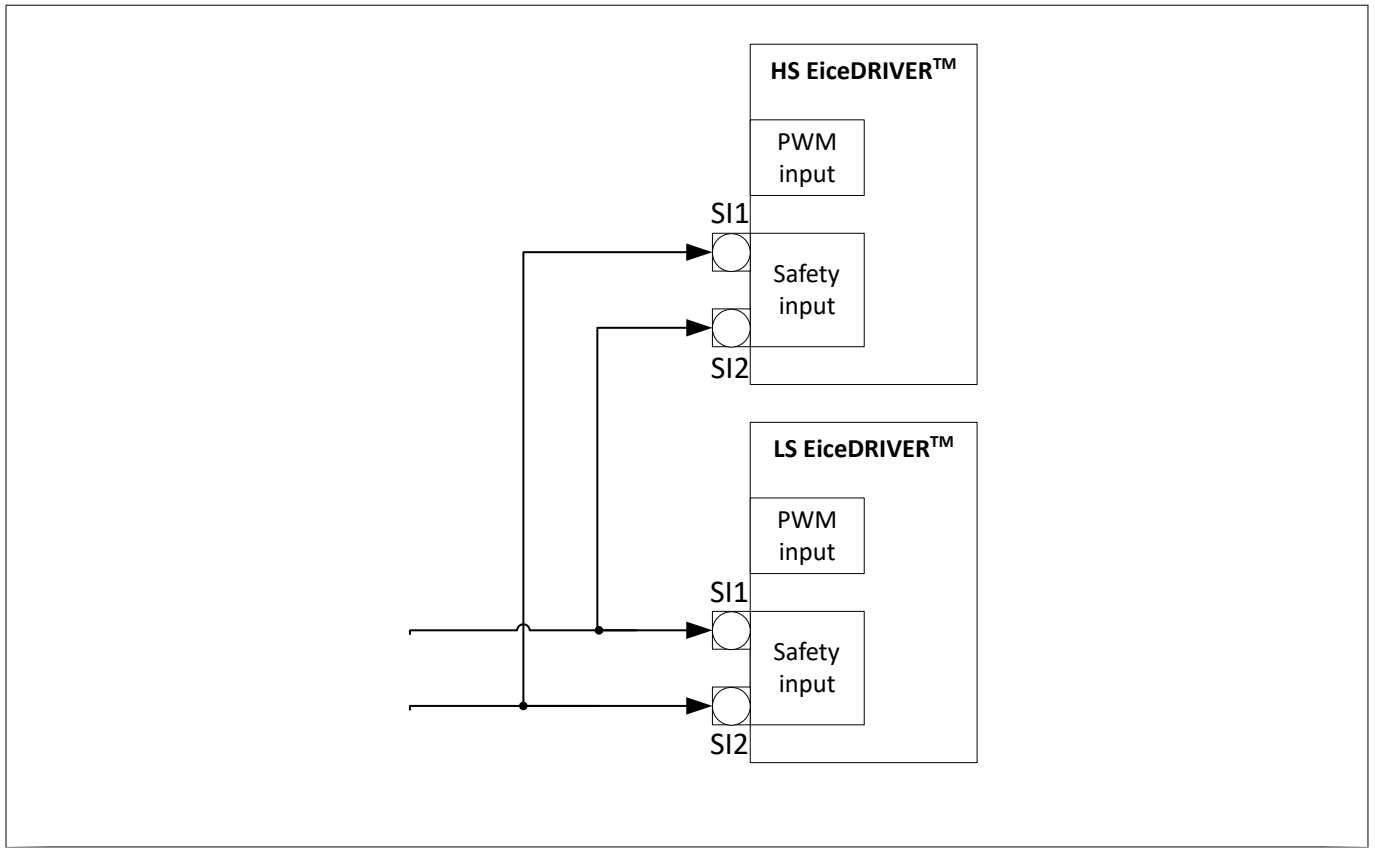 HS EiceDRIVER™
PWM
input
SI1
Safety
input
SI2
LS EiceDRIVER™
PWM
input
SI1
Safety
input
SI2